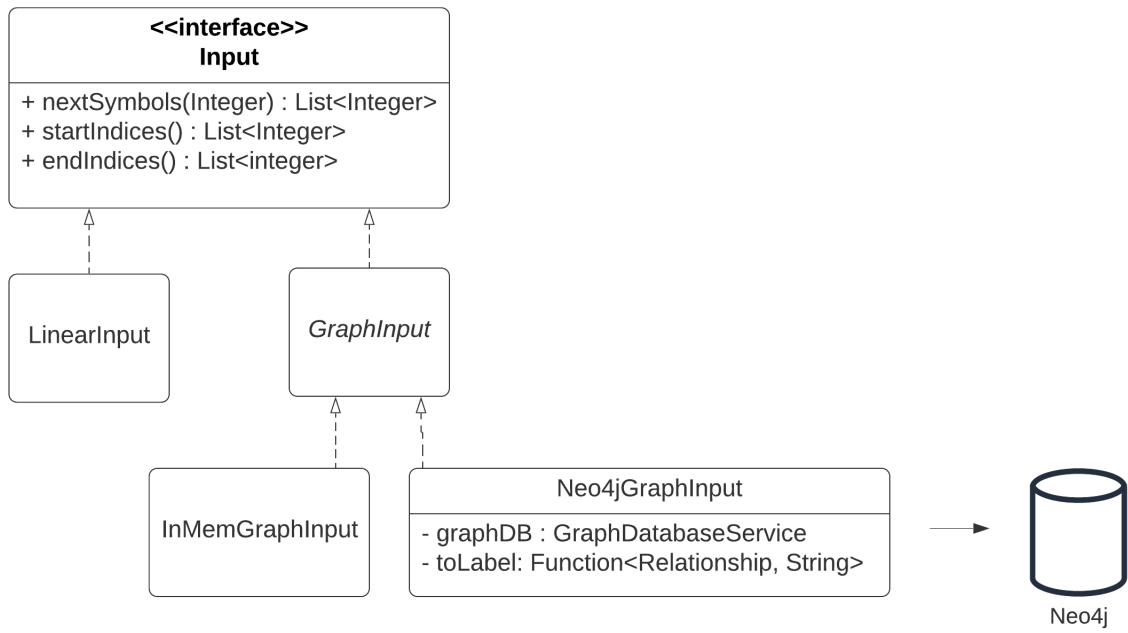 <<interface>>
Input
+ nextSymbols(Integer) : List<Integer>
+ startIndices() : List<Integer>
+ endIndices() : List<integer>
LinearInput
GraphInput
InMemGraphInput
Neo4jGraphInput
- graphDB : GraphDatabaseService
- toLabel: Function<Relationship, String>
Neo4j